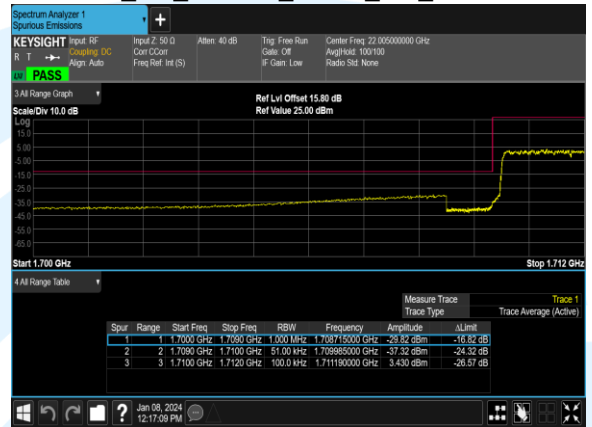 Spectrum Analyzer 1
Spurious Emissions
KEYSIGHT Input: RF Input Z: 50 Ω Atten: 40 dB Trig: Free Run Center Freq: 22.005000000 GHz
R T Coupling: DC Corr CCorr Gate: Off Avg|Hold: 100/100
Align: Auto Freq Ref: Int (S) IF Gain: Low Radio Std: None
PASS
3 All Range Graph
Ref Lvl Offset 15.80 dB
Scale/Div 10.0 dB Ref Value 25.00 dBm
Log
15.0
5.00
-5.00
-15.0
-25.0
-35.0
-45.0
-55.0
-65.0
Start 1.700 GHz Stop 1.712 GHz
4 All Range Table
Measure Trace Trace 1
Trace Type Trace Average (Active)
Spur Range Start Freq Stop Freq RBW Frequency Amplitude ΔLimit
1 1 1.7000 GHz 1.7090 GHz 1.000 MHz 1.708715000 GHz -29.82 dBm -16.82 dB
2 2 1.7090 GHz 1.7100 GHz 51.00 kHz 1.709985000 GHz -37.32 dBm -24.32 dB
3 3 1.7100 GHz 1.7120 GHz 100.0 kHz 1.711190000 GHz 3.430 dBm -26.57 dB
? Jan 08, 2024
12:17:09 PM